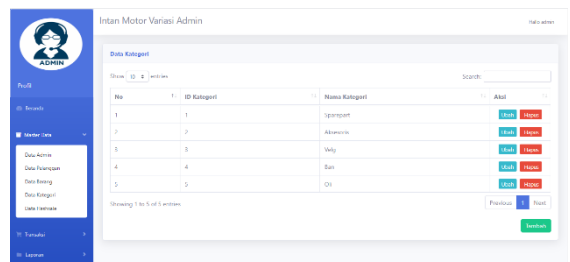 Intan Motor Variasi Admin
Halo admin
ADMIN
Profil
Beranda
Master Data
Data Admin
Data Pelanggan
Data Barang
Data Kategori
Transaksi
Laporan
Data Kategori
Show 10 entries
Search:
No ID Kategori Nama Kategori Aksi
1 1 Sparepart Ubah Hapus
2 2 Aksesoris Ubah Hapus
3 3 Velg Ubah Hapus
4 4 Ban Ubah Hapus
5 5 Oli Ubah Hapus
Showing 1 to 5 of 5 entries
Previous 1 Next
Tambah